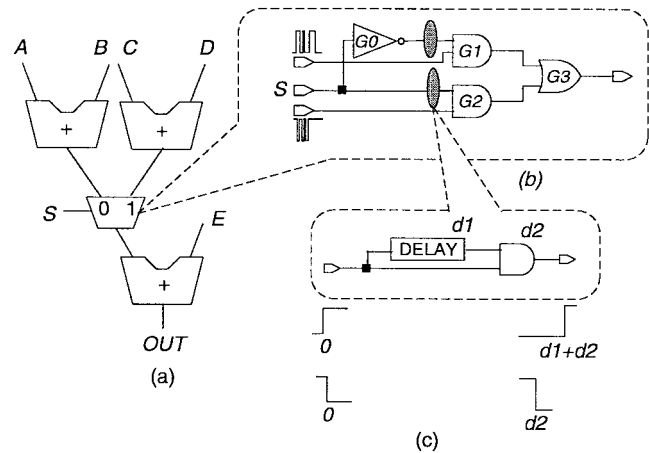 A B C D
+ +
S 0 1
E
+
OUT
(a)
G0 G1
S G2 G3
(b)
d1 d2
DELAY
0 d1+d2
0 d2
(c)